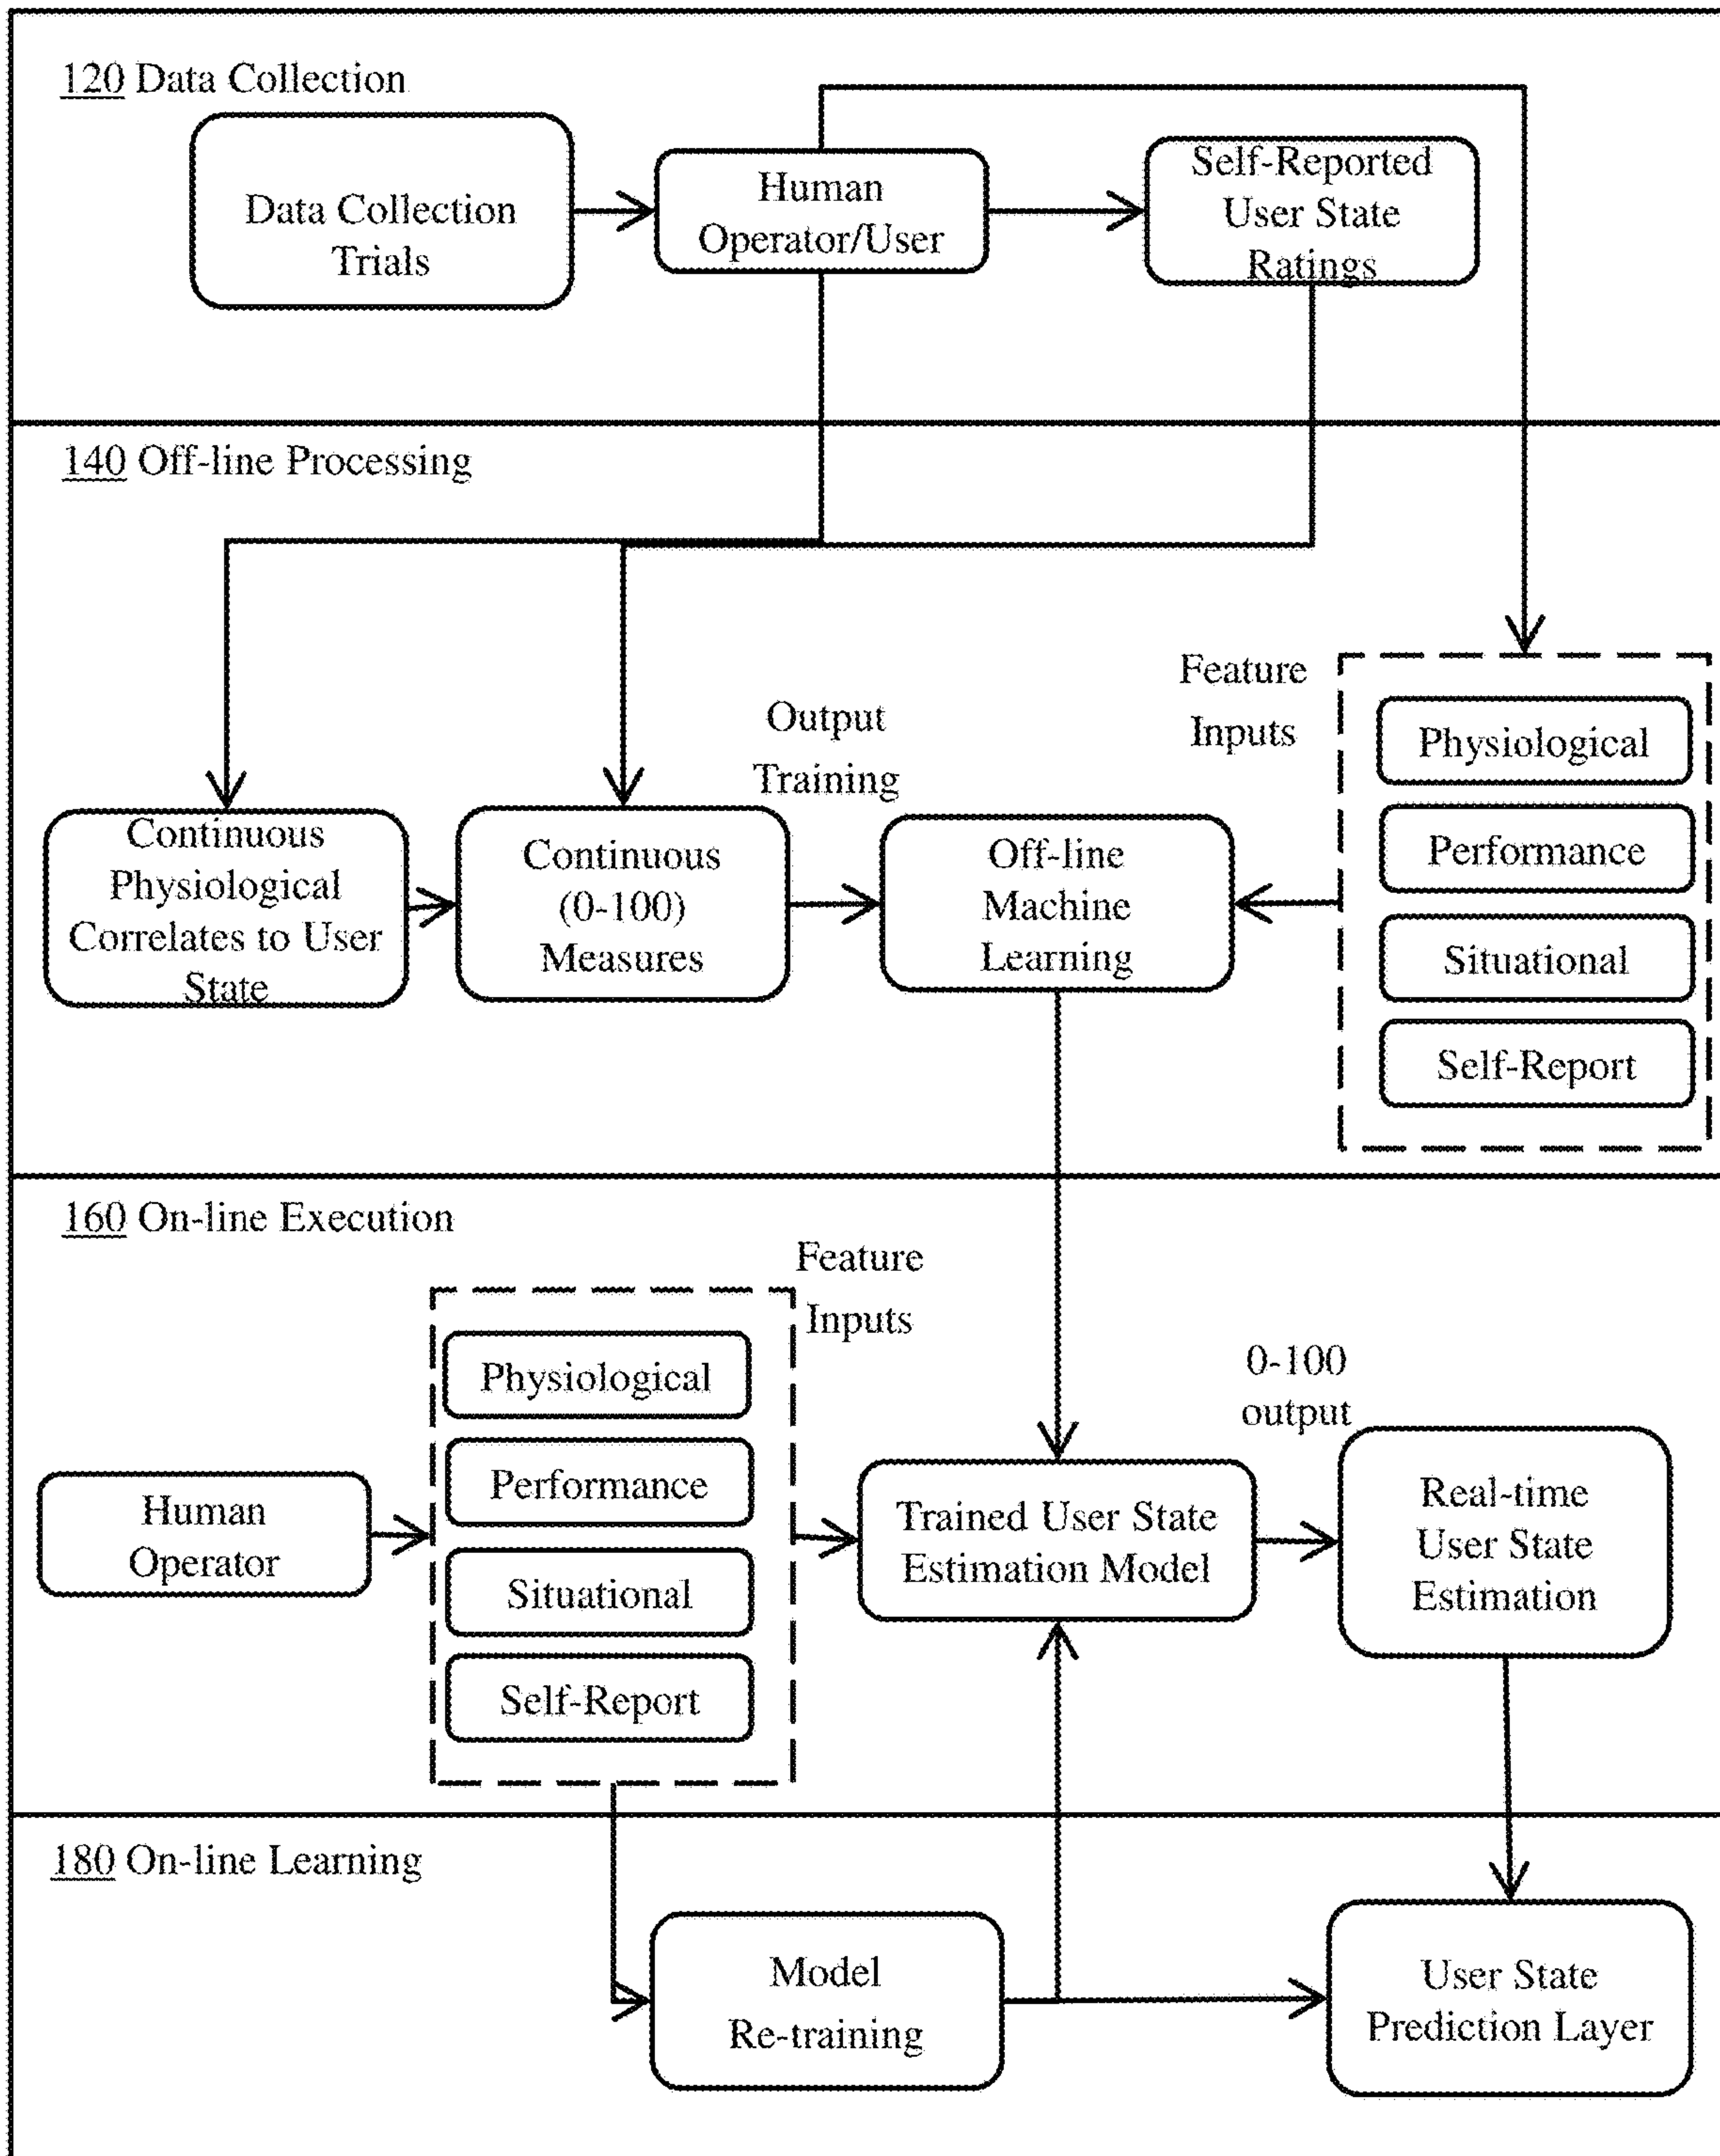 120 Data Collection
Data Collection
Trials
Human
Operator/User
Self-Reported
User State
Ratings
140 Off-line Processing
Continuous
Physiological
Correlates to User
State
Continuous
(0-100)
Measures
Output
Training
Off-line
Machine
Learning
Feature
Inputs
Physiological
Performance
Situational
Self-Report
160 On-line Execution
Human
Operator
Feature
Inputs
Physiological
Performance
Situational
Self-Report
Trained User State
Estimation Model
0-100
output
Real-time
User State
Estimation
180 On-line Learning
Model
Re-training
User State
Prediction Layer